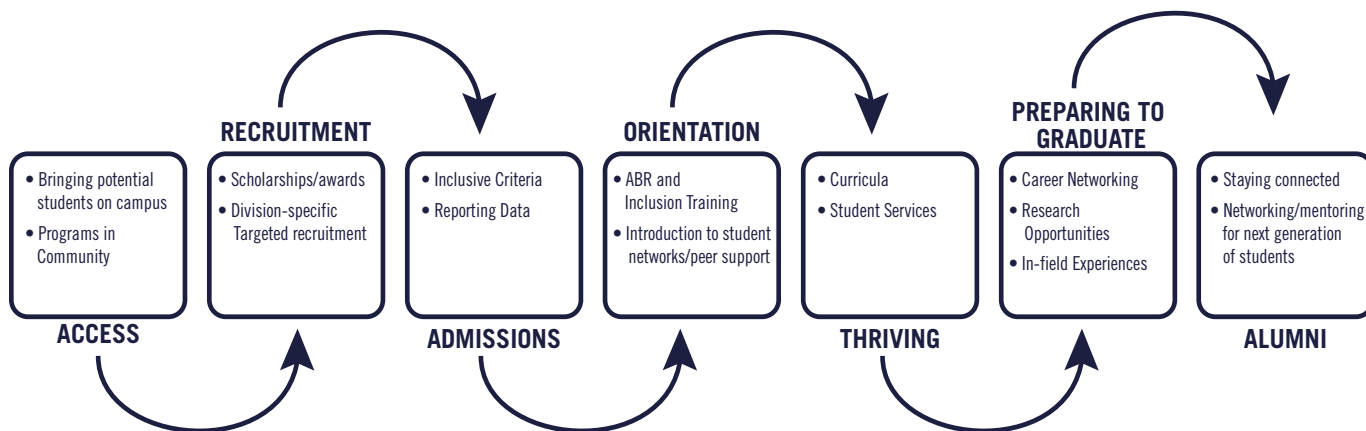 ACCESS
• Bringing potential
students on campus
• Programs in
Community
RECRUITMENT
• Scholarships/awards
• Division-specific
Targeted recruitment
ADMISSIONS
• Inclusive Criteria
• Reporting Data
ORIENTATION
• ABR and
Inclusion Training
• Introduction to student
networks/peer support
THRIVING
• Curricula
• Student Services
PREPARING TO
GRADUATE
• Career Networking
• Research
Opportunities
• In-field Experiences
ALUMNI
• Staying connected
• Networking/mentoring
for next generation
of students